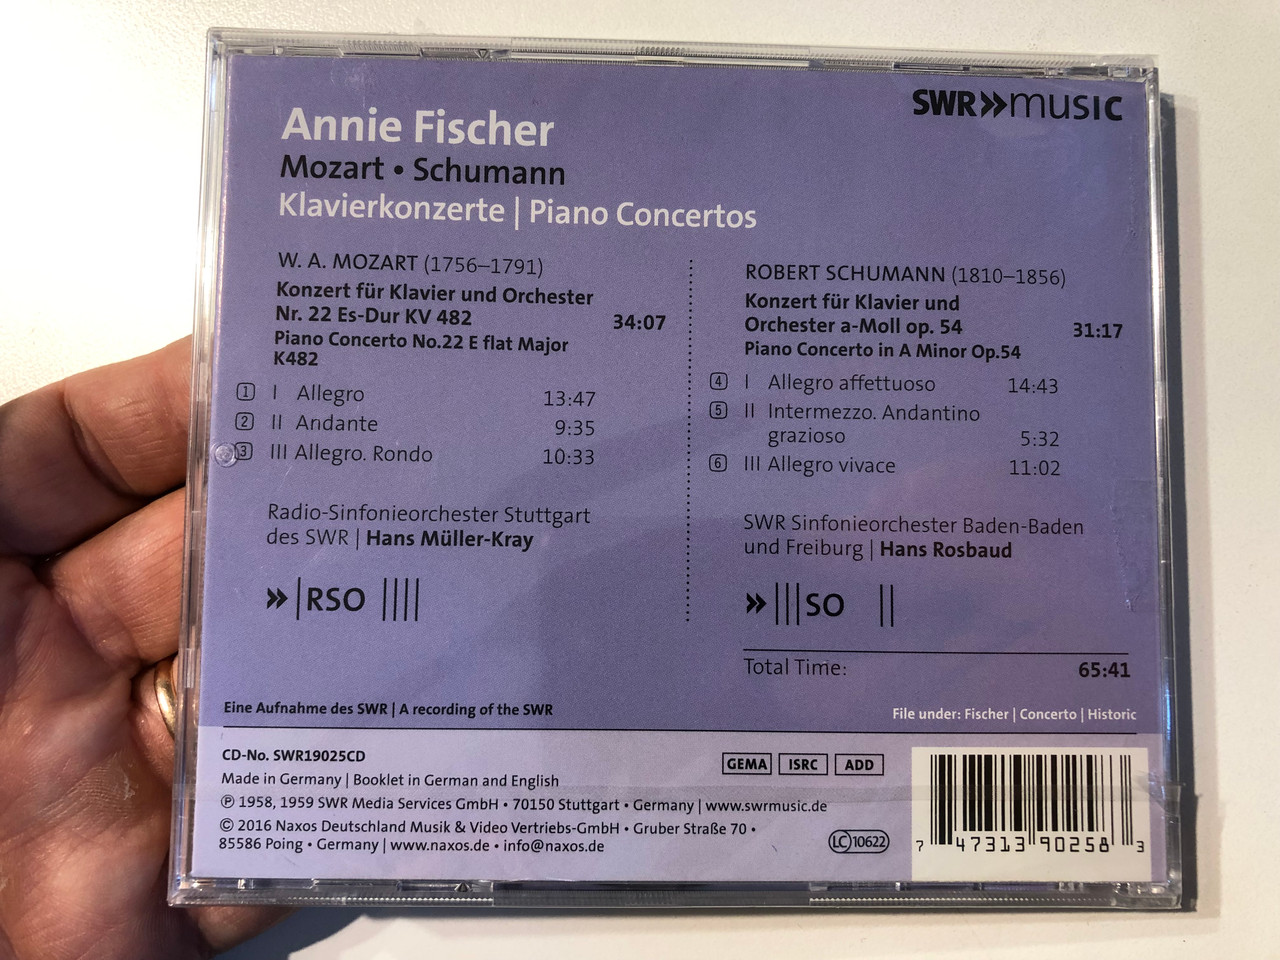 SWR»music
Annie Fischer
Mozart • Schumann
Klavierkonzerte | Piano Concertos
W. A. MOZART (1756–1791)
Konzert für Klavier und Orchester
Nr. 22 Es-Dur KV 482 34:07
Piano Concerto No.22 E flat Major
K482
1 I Allegro 13:47
2 II Andante 9:35
3 III Allegro. Rondo 10:33
Radio-Sinfonieorchester Stuttgart
des SWR | Hans Müller-Kray
» RSO
ROBERT SCHUMANN (1810–1856)
Konzert für Klavier und
Orchester a-Moll op. 54 31:17
Piano Concerto in A Minor Op.54
4 I Allegro affettuoso 14:43
5 II Intermezzo. Andantino
grazioso 5:32
6 III Allegro vivace 11:02
SWR Sinfonieorchester Baden-Baden
und Freiburg | Hans Rosbaud
» SO
Total Time: 65:41
Eine Aufnahme des SWR | A recording of the SWR
File under: Fischer | Concerto | Historic
CD-No. SWR19025CD
Made in Germany | Booklet in German and English
℗ 1958, 1959 SWR Media Services GmbH • 70150 Stuttgart • Germany | www.swrmusic.de
© 2016 Naxos Deutschland Musik & Video Vertriebs-GmbH • Gruber Straße 70 •
85586 Poing • Germany | www.naxos.de • info@naxos.de
GEMA ISRC ADD
LC 10622
7 47313 90258 3